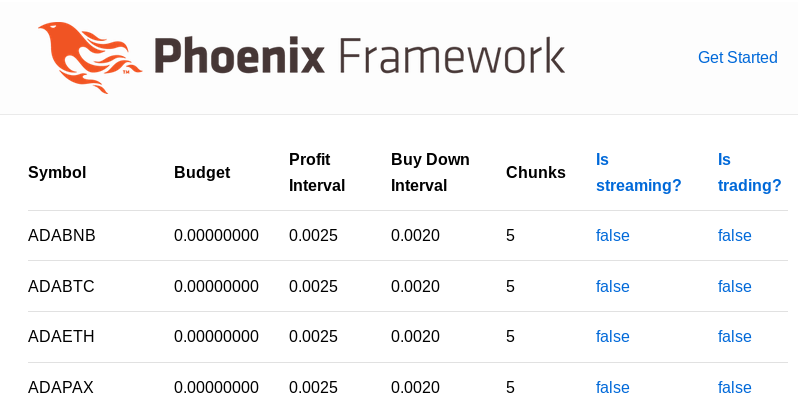 Phoenix Framework
™
Get Started
Symbol Budget Profit Interval Buy Down Interval Chunks Is streaming? Is trading?
ADABNB 0.00000000 0.0025 0.0020 5 false false
ADABTC 0.00000000 0.0025 0.0020 5 false false
ADAETH 0.00000000 0.0025 0.0020 5 false false
ADAPAX 0.00000000 0.0025 0.0020 5 false false